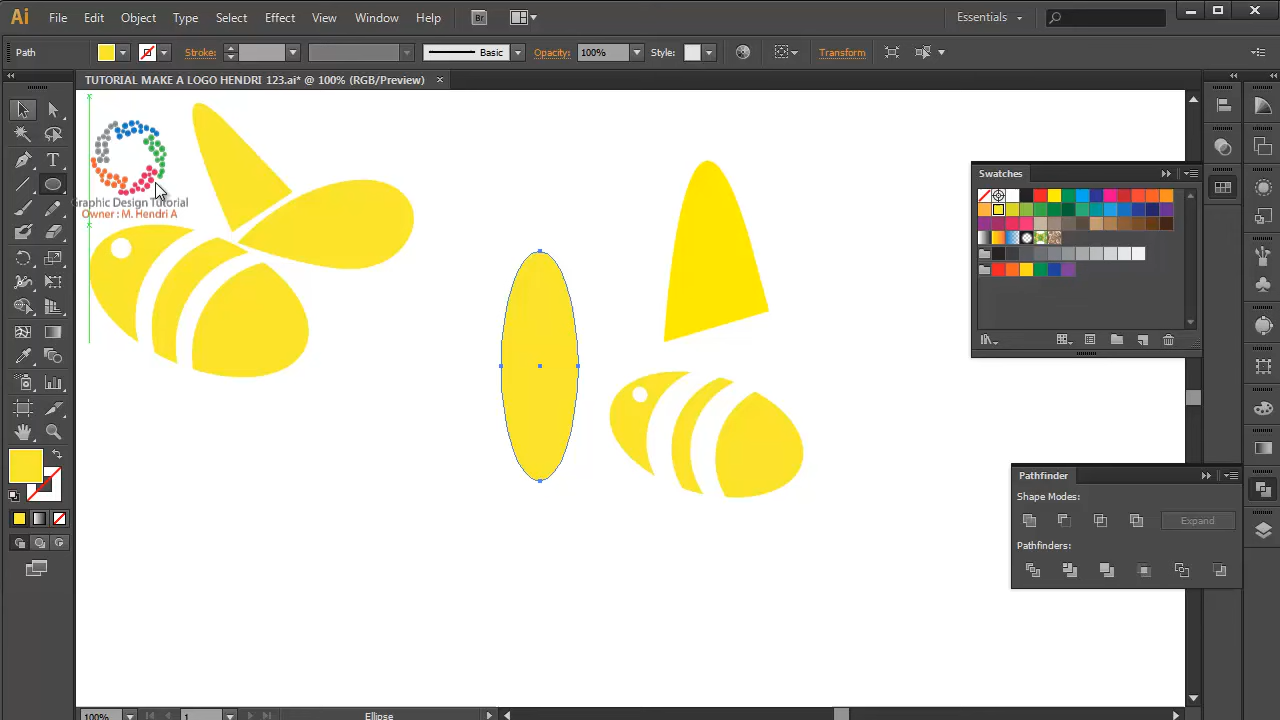 Ai File Edit Object Type Select Effect View Window Help Br Essentials
Path Stroke: Basic Opacity: 100% Style: Transform
TUTORIAL MAKE A LOGO HENDRI 123.ai* @ 100% (RGB/Preview) ×
Graphic Design Tutorial
Owner : M. Hendri A
Swatches
Pathfinder
Shape Modes:
Expand
Pathfinders:
100% 1 Ellipse